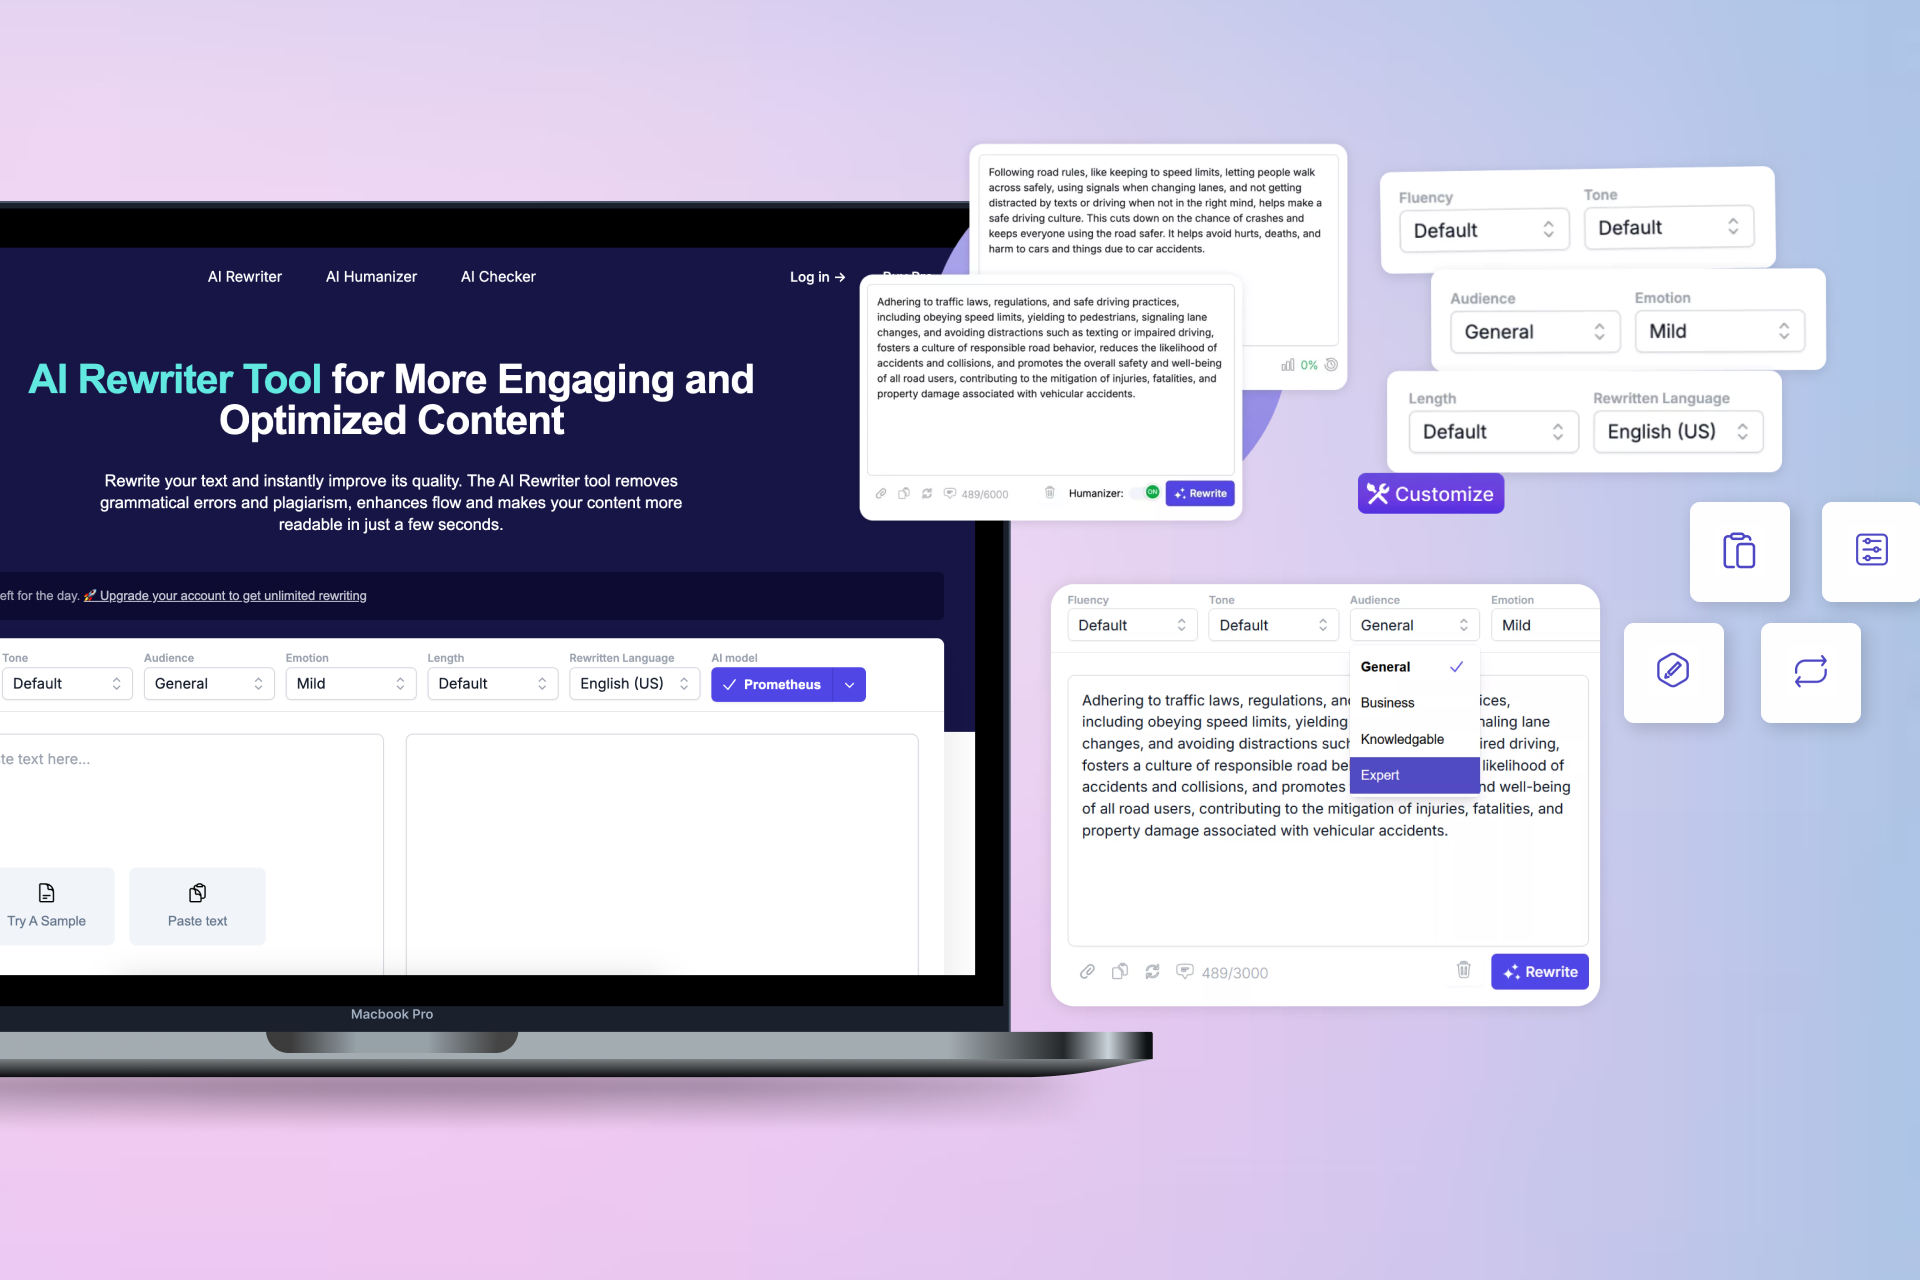 AI Rewriter
AI Humanizer
AI Checker
Log in →
AI Rewriter Tool for More Engaging and
Optimized Content
Rewrite your text and instantly improve its quality. The AI Rewriter tool removes
grammatical errors and plagiarism, enhances flow and makes your content more
readable in just a few seconds.
for the day. 🚀 Upgrade your account to get unlimited rewriting
Tone
Audience
Emotion
Length
Rewritten Language
AI model
Default
General
Mild
Default
English (US)
Prometheus
text here...
Try A Sample
Paste text
Macbook Pro
Following road rules, like keeping to speed limits, letting people walk
across safely, using signals when changing lanes, and not getting
distracted by texts or driving when not in the right mind, helps make a
safe driving culture. This cuts down on the chance of crashes and
keeps everyone using the road safer. It helps avoid hurts, deaths, and
harm to cars and things due to car accidents.
0%
Adhering to traffic laws, regulations, and safe driving practices,
including obeying speed limits, yielding to pedestrians, signaling lane
changes, and avoiding distractions such as texting or impaired driving,
fosters a culture of responsible road behavior, reduces the likelihood of
accidents and collisions, and promotes the overall safety and well-being
of all road users, contributing to the mitigation of injuries, fatalities, and
property damage associated with vehicular accidents.
489/6000
Humanizer:
ON
Rewrite
Fluency
Tone
Default
Default
Audience
Emotion
General
Mild
Length
Rewritten Language
Default
English (US)
Customize
Fluency
Tone
Audience
Emotion
Default
Default
General
Mild
General
Business
Knowledgable
Expert
Adhering to traffic laws, regulations,
including obeying speed limits, yielding naling lane
changes, and avoiding distractions ired driving,
fosters a culture of responsible road likelihood of
accidents and collisions, and promotes nd well-being
of all road users, contributing to the mitigation of injuries, fatalities, and
property damage associated with vehicular accidents.
489/3000
Rewrite